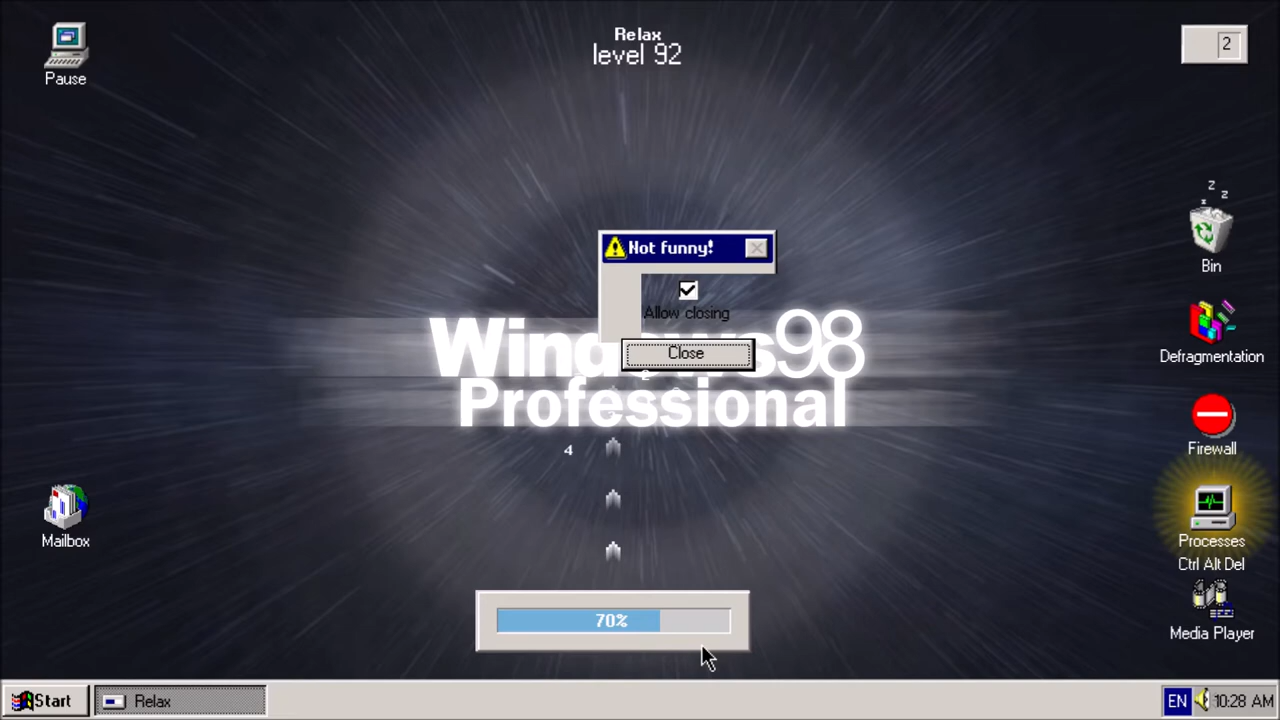 Relax
level 92
2
Pause
z
z
z
Bin
Not funny!
Allow closing
Close
Windows98
Professional
Defragmentation
4
Firewall
Mailbox
Processes
Ctrl Alt Del
Media Player
70%
Start
Relax
EN
10:28 AM